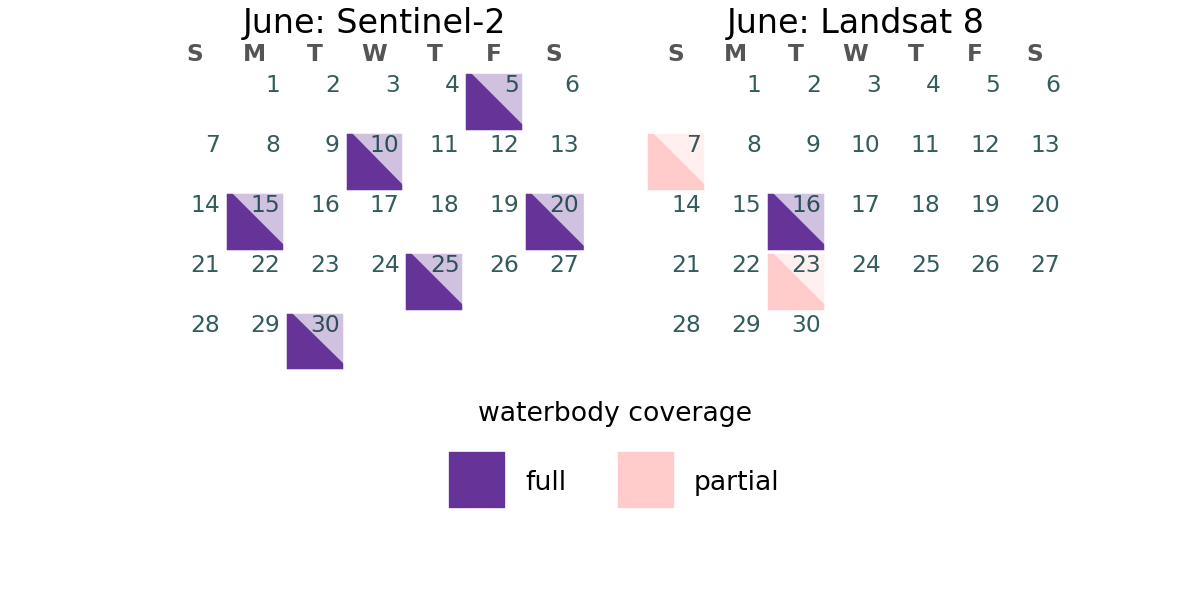 June: Sentinel-2
S M T W T F S
1 2 3 4 5 6
7 8 9 10 11 12 13
14 15 16 17 18 19 20
21 22 23 24 25 26 27
28 29 30
June: Landsat 8
S M T W T F S
1 2 3 4 5 6
7 8 9 10 11 12 13
14 15 16 17 18 19 20
21 22 23 24 25 26 27
28 29 30
waterbody coverage
full partial